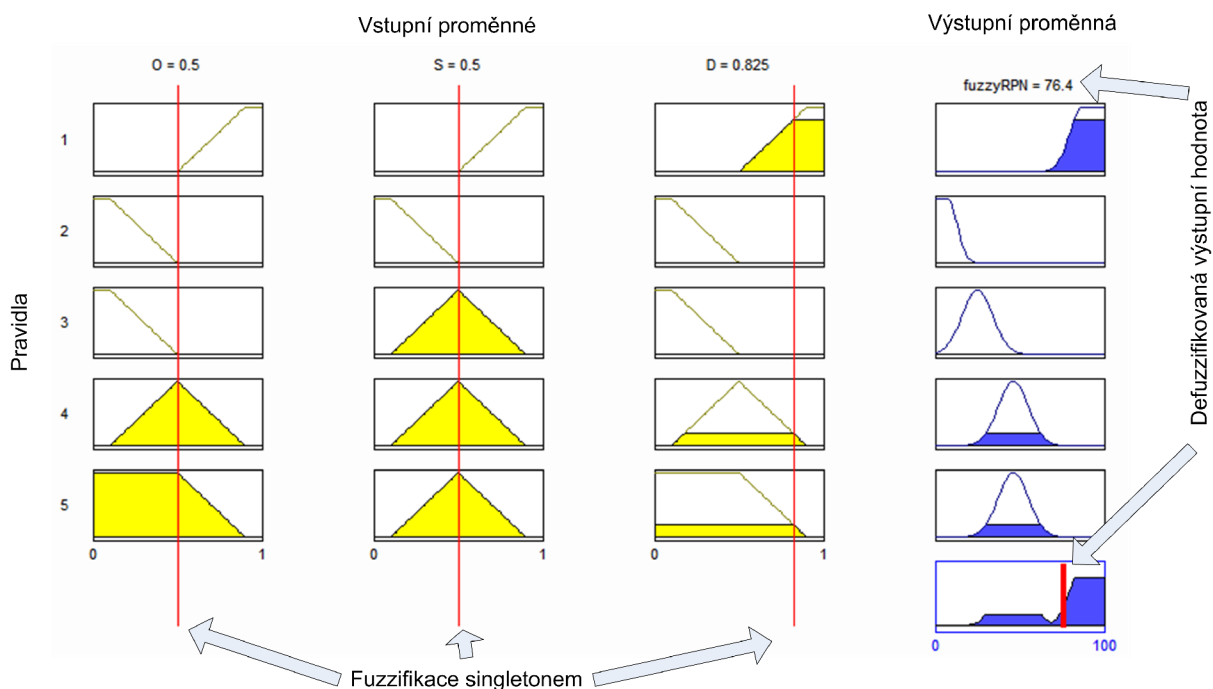 Vstupní proměnné
Výstupní proměnná
O = 0.5
S = 0.5
D = 0.825
fuzzyRPN = 76.4
Pravidla
1
2
3
4
5
0
1
0
1
0
1
0
100
Defuzzifikovaná výstupní hodnota
Fuzzifikace singletonem